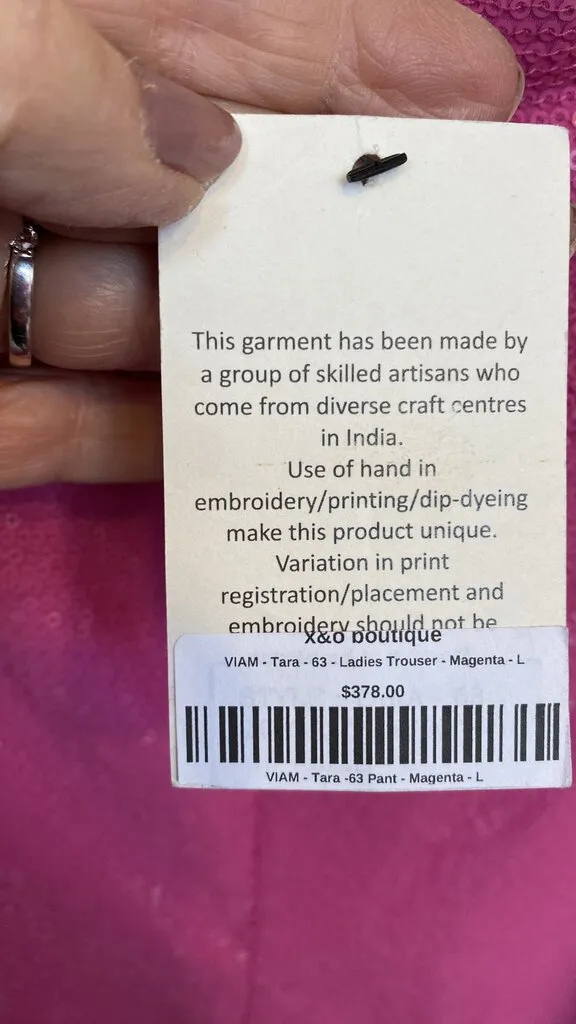 This garment has been made by
a group of skilled artisans who
come from diverse craft centres
in India.
Use of hand in
embroidery/printing/dip-dyeing
make this product unique.
Variation in print
registration/placement and
embroidery should not be
x&o boutique
VIAM - Tara - 63 - Ladies Trouser - Magenta - L
$378.00
VIAM - Tara -63 Pant - Magenta - L